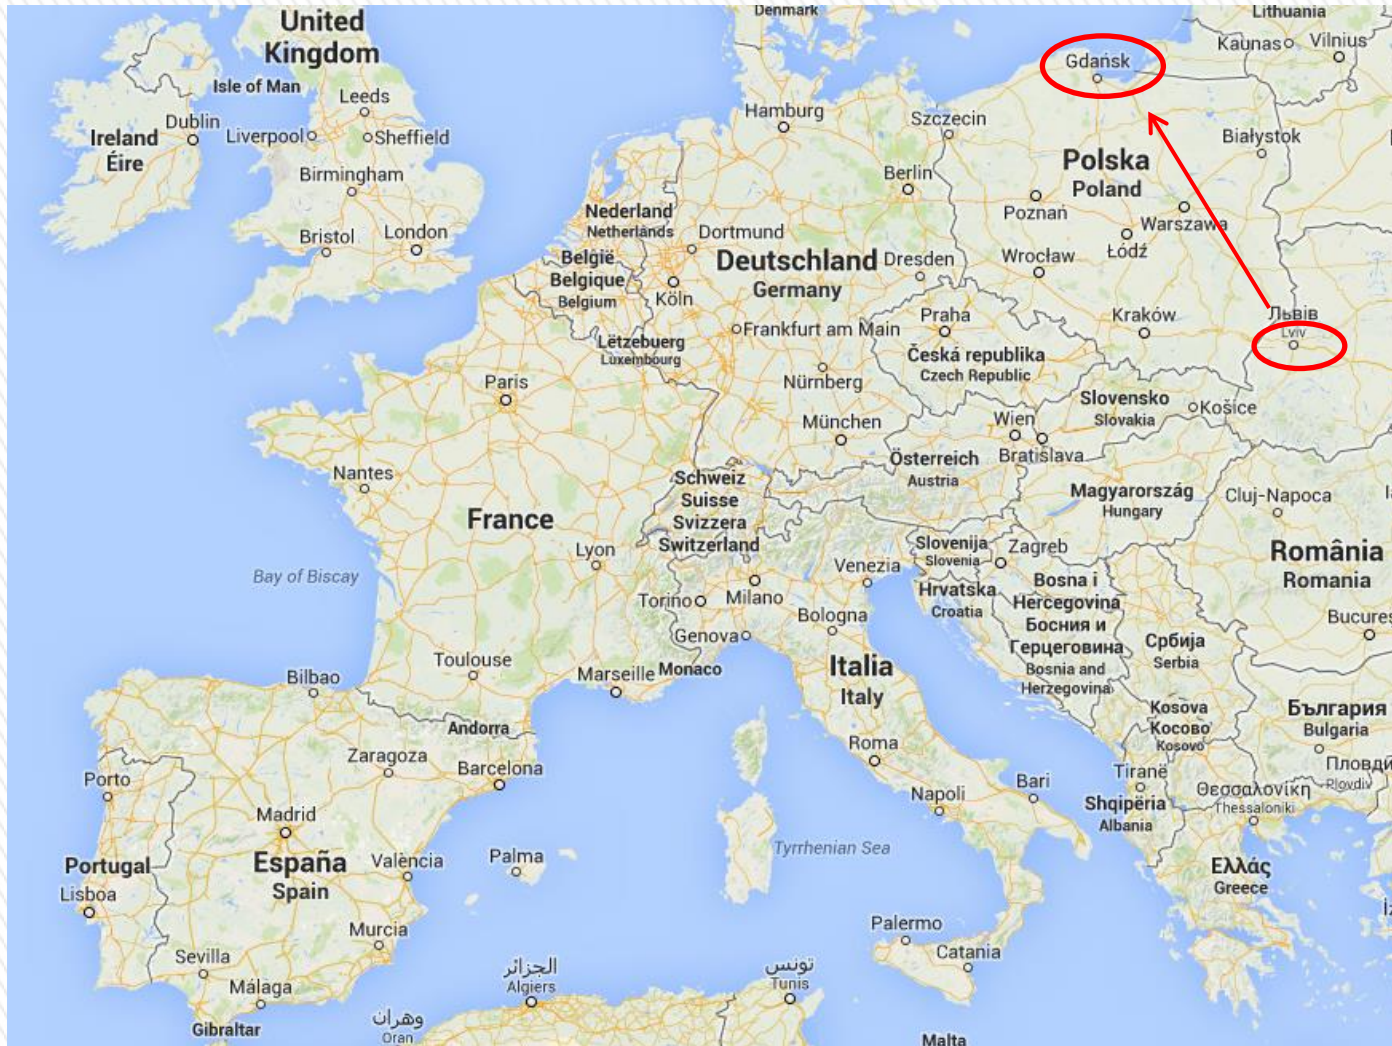 Denmark
Lithuania
United
Kingdom
Kaunas
Vilnius
Gdańsk
Isle of Man
Leeds
Hamburg
Szczecin
Dublin
Liverpool
Sheffield
Białystok
Ireland
Éire
Polska
Poland
Birmingham
Berlin
Poznań
Warszawa
Nederland
Netherlands
Bristol
London
Dortmund
Łódź
Wrocław
België
Belgique
Belgium
Deutschland
Germany
Dresden
Köln
Praha
Kraków
Львів
Lviv
Frankfurt am Main
Lëtzebuerg
Luxembourg
Česká republika
Czech Republic
Paris
Nürnberg
Slovensko
Slovakia
Košice
München
Wien
Bratislava
Österreich
Austria
Nantes
Schweiz
Suisse
Svizzera
Switzerland
Magyarország
Hungary
Cluj-Napoca
France
Lyon
Slovenija
Slovenia
Zagreb
România
Romania
Bay of Biscay
Venezia
Torino
Milano
Hrvatska
Croatia
Bosna i
Hercegovina
Босния и
Герцеговина
Bosnia and
Herzegovina
Bologna
Bucures
Genova
Србија
Serbia
Toulouse
Marseille
Monaco
Italia
Italy
Bilbao
Andorra
Kosova
Косово
Kosovo
България
Bulgaria
Roma
Zaragoza
Barcelona
Porto
Bari
Tiranë
Пловди
Plovdiv
Θεσσαλονίκη
Thessaloniki
Napoli
Shqipëria
Albania
Madrid
España
Spain
València
Palma
Tyrrhenian Sea
Portugal
Lisboa
Ελλάς
Greece
Murcia
Palermo
Catania
Sevilla
Málaga
الجزائر
Algiers
تونس
Tunis
Gibraltar
وهران
Oran
Malta